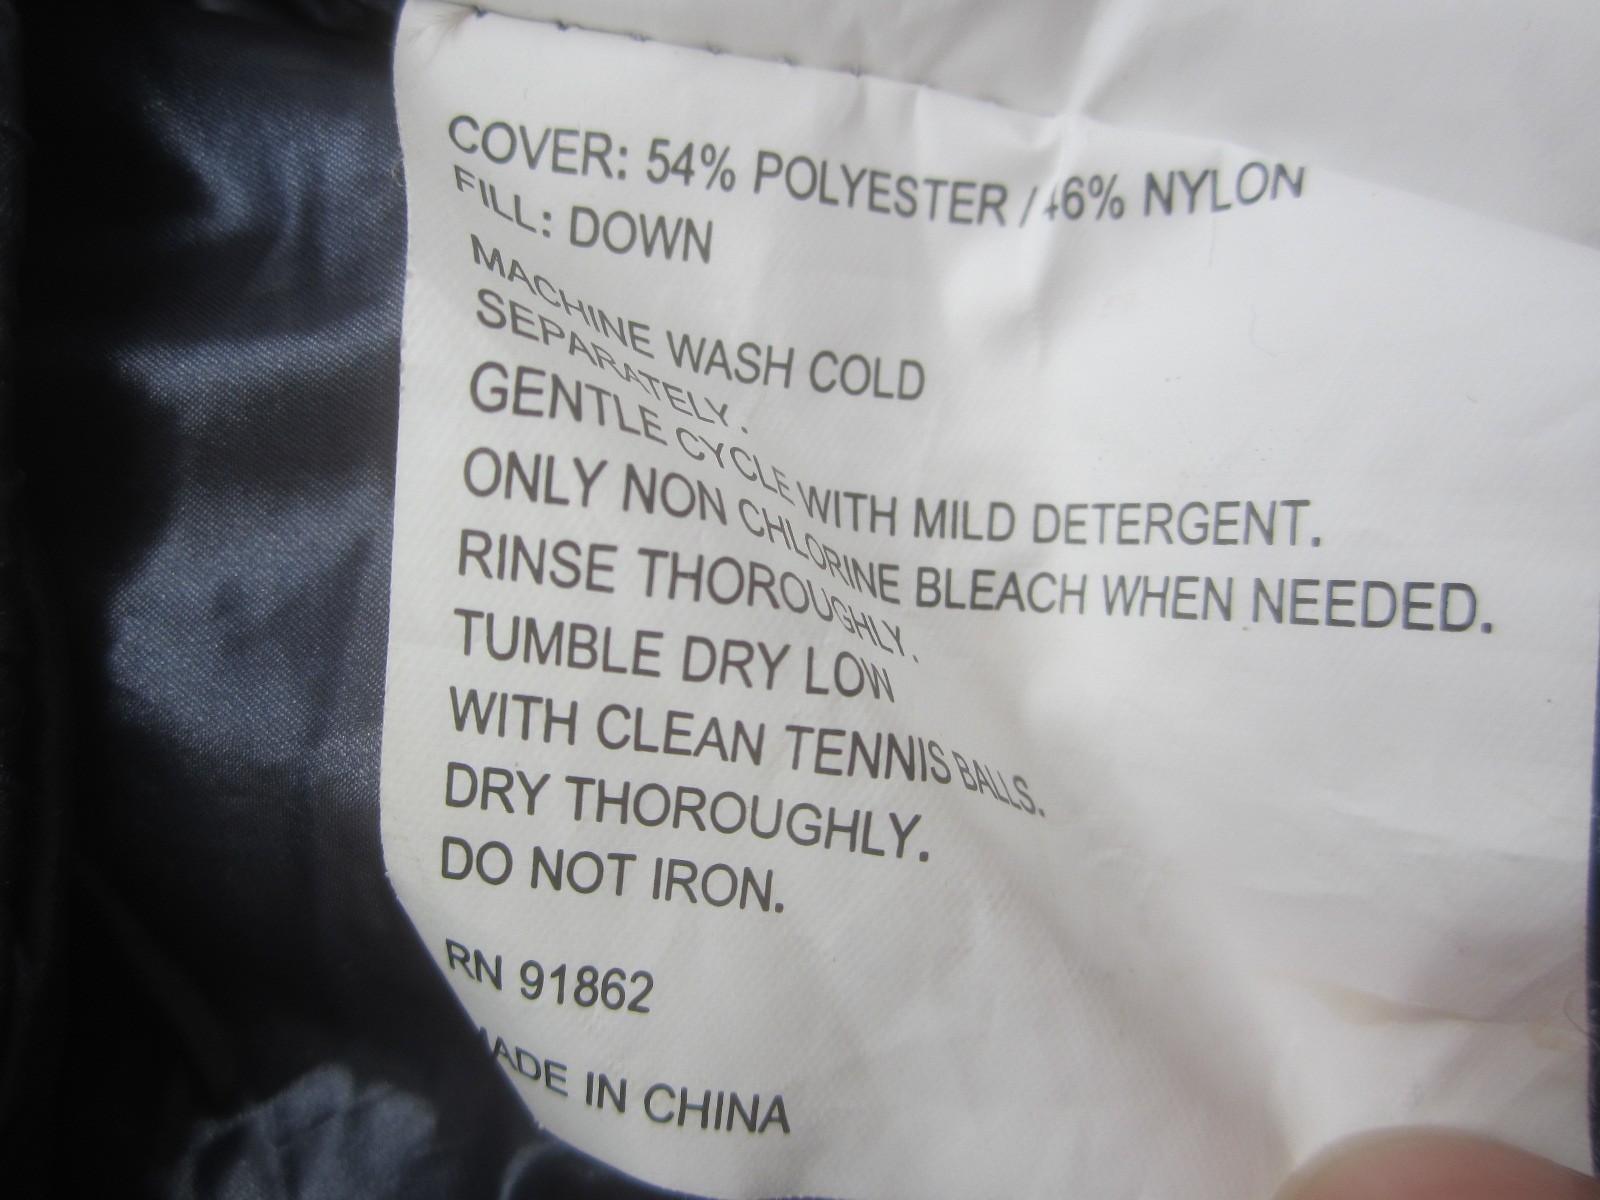 COVER: 54% POLYESTER / 46% NYLON
FILL: DOWN
MACHINE WASH COLD
SEPARATELY.
GENTLE CYCLE WITH MILD DETERGENT.
ONLY NON CHLORINE BLEACH WHEN NEEDED.
RINSE THOROUGHLY.
TUMBLE DRY LOW
WITH CLEAN TENNIS BALLS.
DRY THOROUGHLY.
DO NOT IRON.
RN 91862
MADE IN CHINA